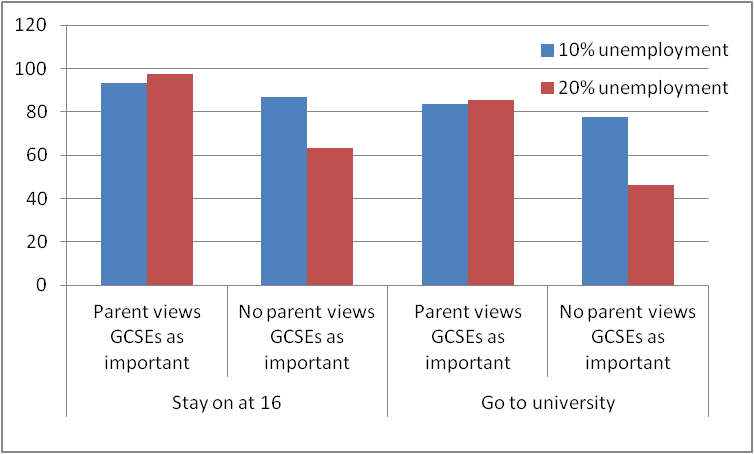 120
100
80
60
40
20
0
10% unemployment
20% unemployment
Parent views
GCSEs as
important
No parent views
GCSEs as
important
Parent views
GCSEs as
important
No parent views
GCSEs as
important
Stay on at 16
Go to university